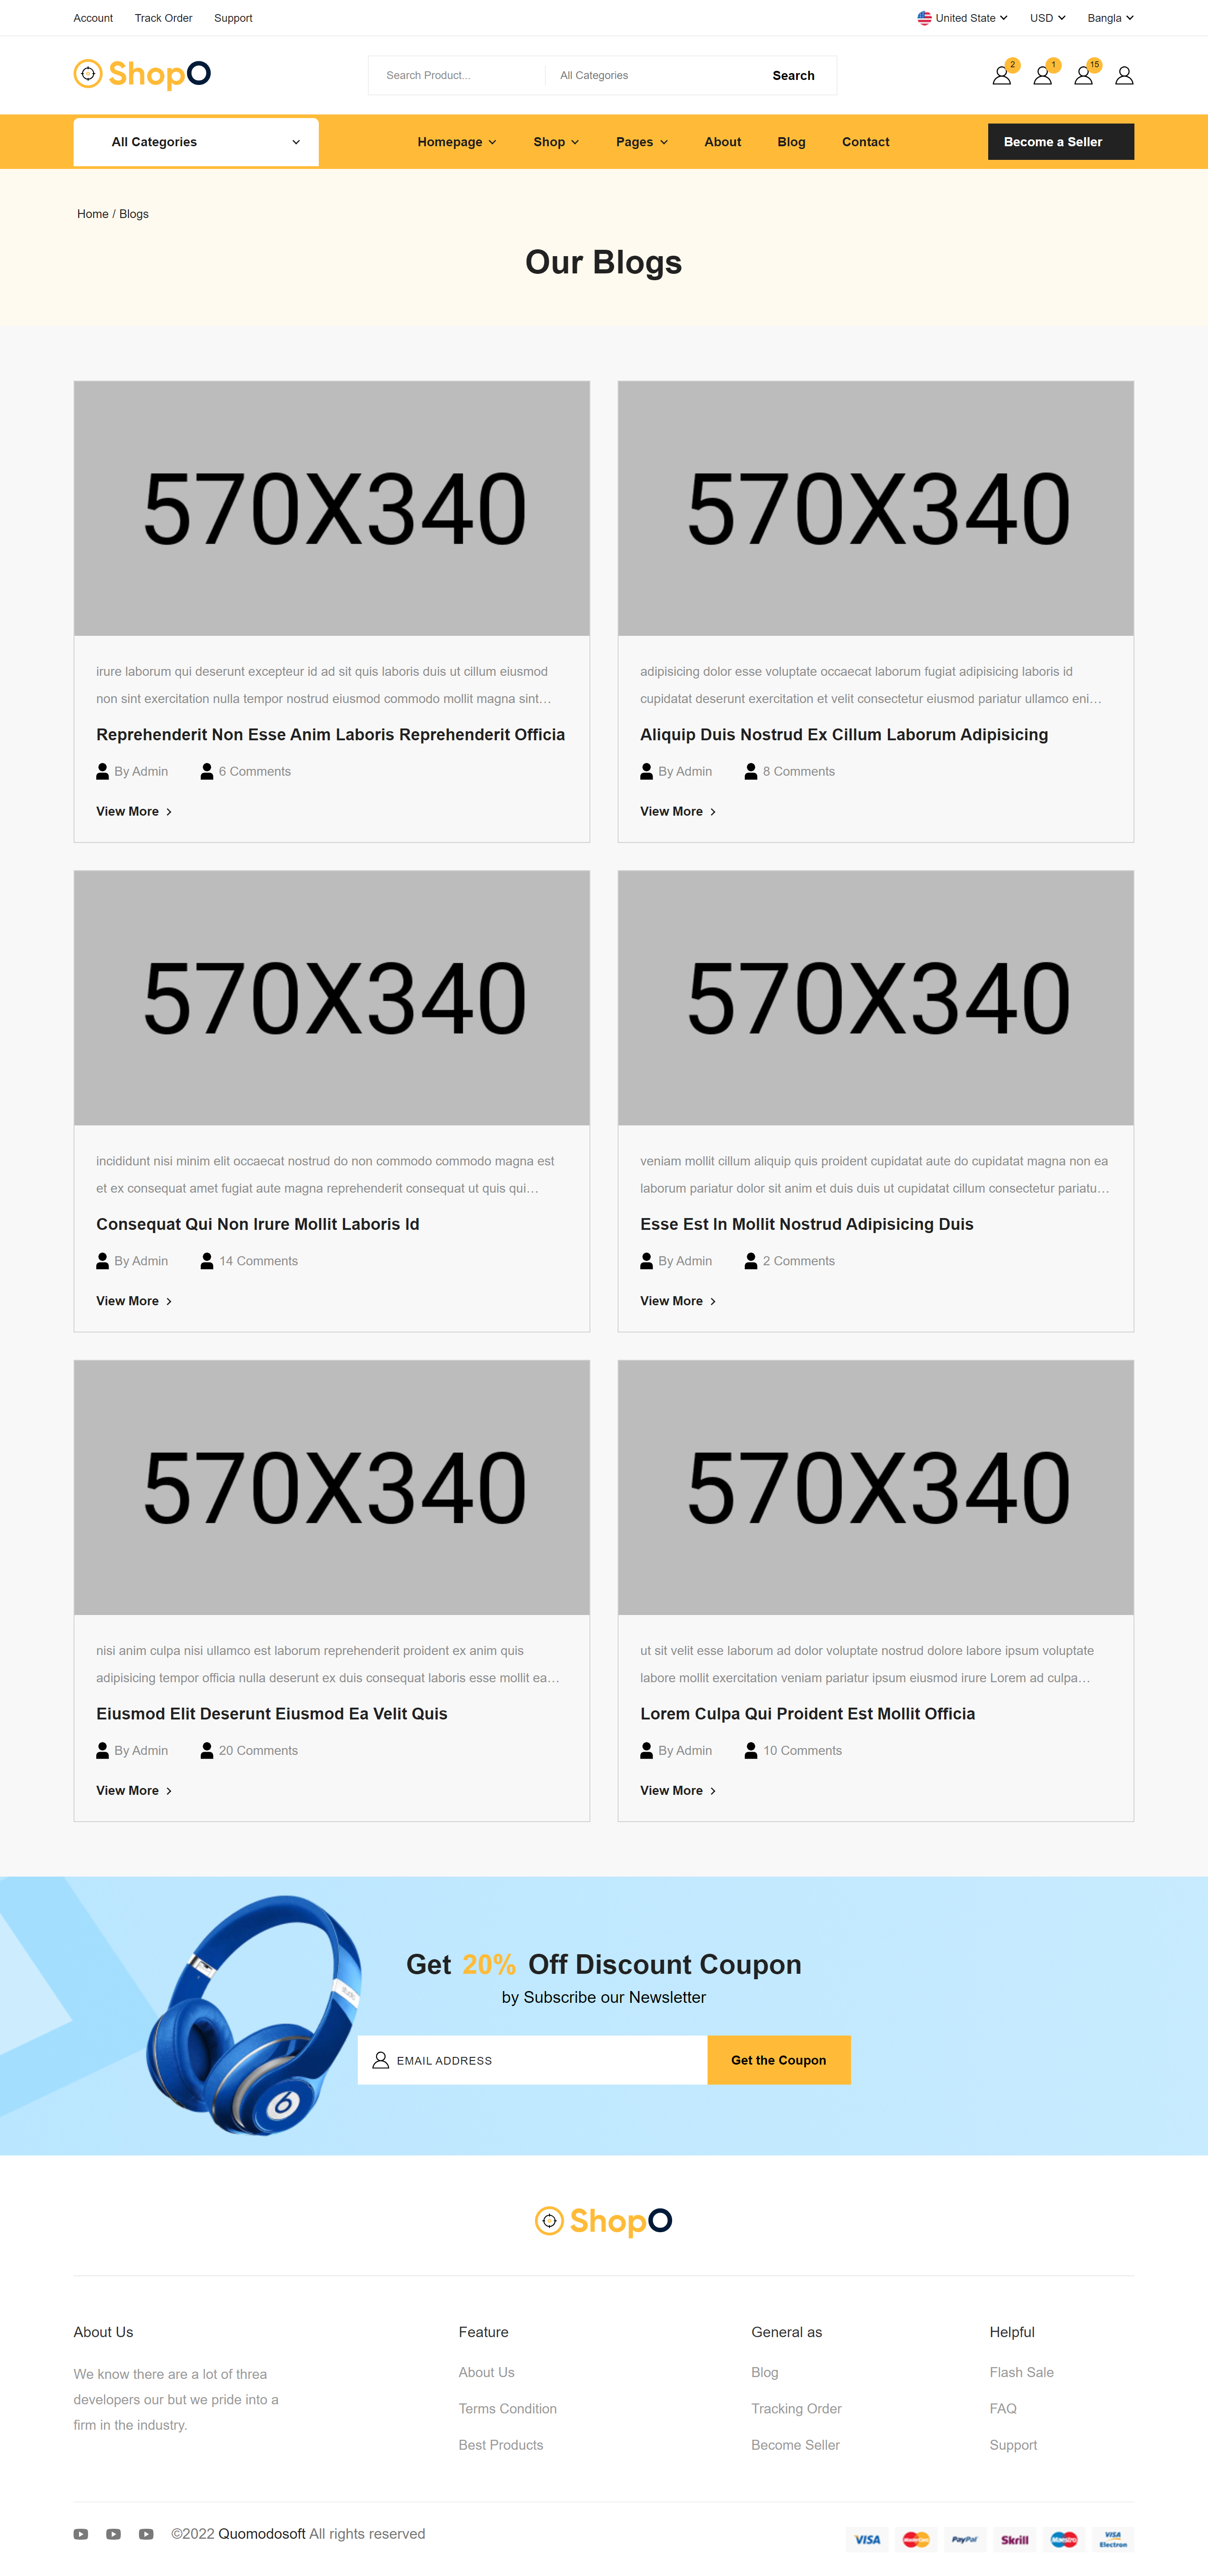 Account Track Order Support United State USD Bangla
ShopO Search Product... All Categories Search 2 1 15
All Categories Homepage Shop Pages About Blog Contact Become a Seller
Home / Blogs
Our Blogs
570X340 570X340
irure laborum qui deserunt excepteur id ad sit quis laboris duis ut cillum eiusmod
non sint exercitation nulla tempor nostrud eiusmod commodo mollit magna sint...
Reprehenderit Non Esse Anim Laboris Reprehenderit Officia
By Admin 6 Comments
View More
adipisicing dolor esse voluptate occaecat laborum fugiat adipisicing laboris id
cupidatat deserunt exercitation et velit consectetur eiusmod pariatur ullamco eni...
Aliquip Duis Nostrud Ex Cillum Laborum Adipisicing
By Admin 8 Comments
View More
570X340 570X340
incididunt nisi minim elit occaecat nostrud do non commodo commodo magna est
et ex consequat amet fugiat aute magna reprehenderit consequat ut quis qui...
Consequat Qui Non Irure Mollit Laboris Id
By Admin 14 Comments
View More
veniam mollit cillum aliquip quis proident cupidatat aute do cupidatat magna non ea
laborum pariatur dolor sit anim et duis duis ut cupidatat cillum consectetur pariatu...
Esse Est In Mollit Nostrud Adipisicing Duis
By Admin 2 Comments
View More
570X340 570X340
nisi anim culpa nisi ullamco est laborum reprehenderit proident ex anim quis
adipisicing tempor officia nulla deserunt ex duis consequat laboris esse mollit ea...
Eiusmod Elit Deserunt Eiusmod Ea Velit Quis
By Admin 20 Comments
View More
ut sit velit esse laborum ad dolor voluptate nostrud dolore labore ipsum voluptate
labore mollit exercitation veniam pariatur ipsum eiusmod irure Lorem ad culpa...
Lorem Culpa Qui Proident Est Mollit Officia
By Admin 10 Comments
View More
studio
Get 20% Off Discount Coupon
by Subscribe our Newsletter
EMAIL ADDRESS Get the Coupon
ShopO
About Us
We know there are a lot of threa
developers our but we pride into a
firm in the industry.
Feature
About Us
Terms Condition
Best Products
General as
Blog
Tracking Order
Become Seller
Helpful
Flash Sale
FAQ
Support
©2022 Quomodosoft All rights reserved
VISA MasterCard PayPal Skrill Maestro VISA Electron